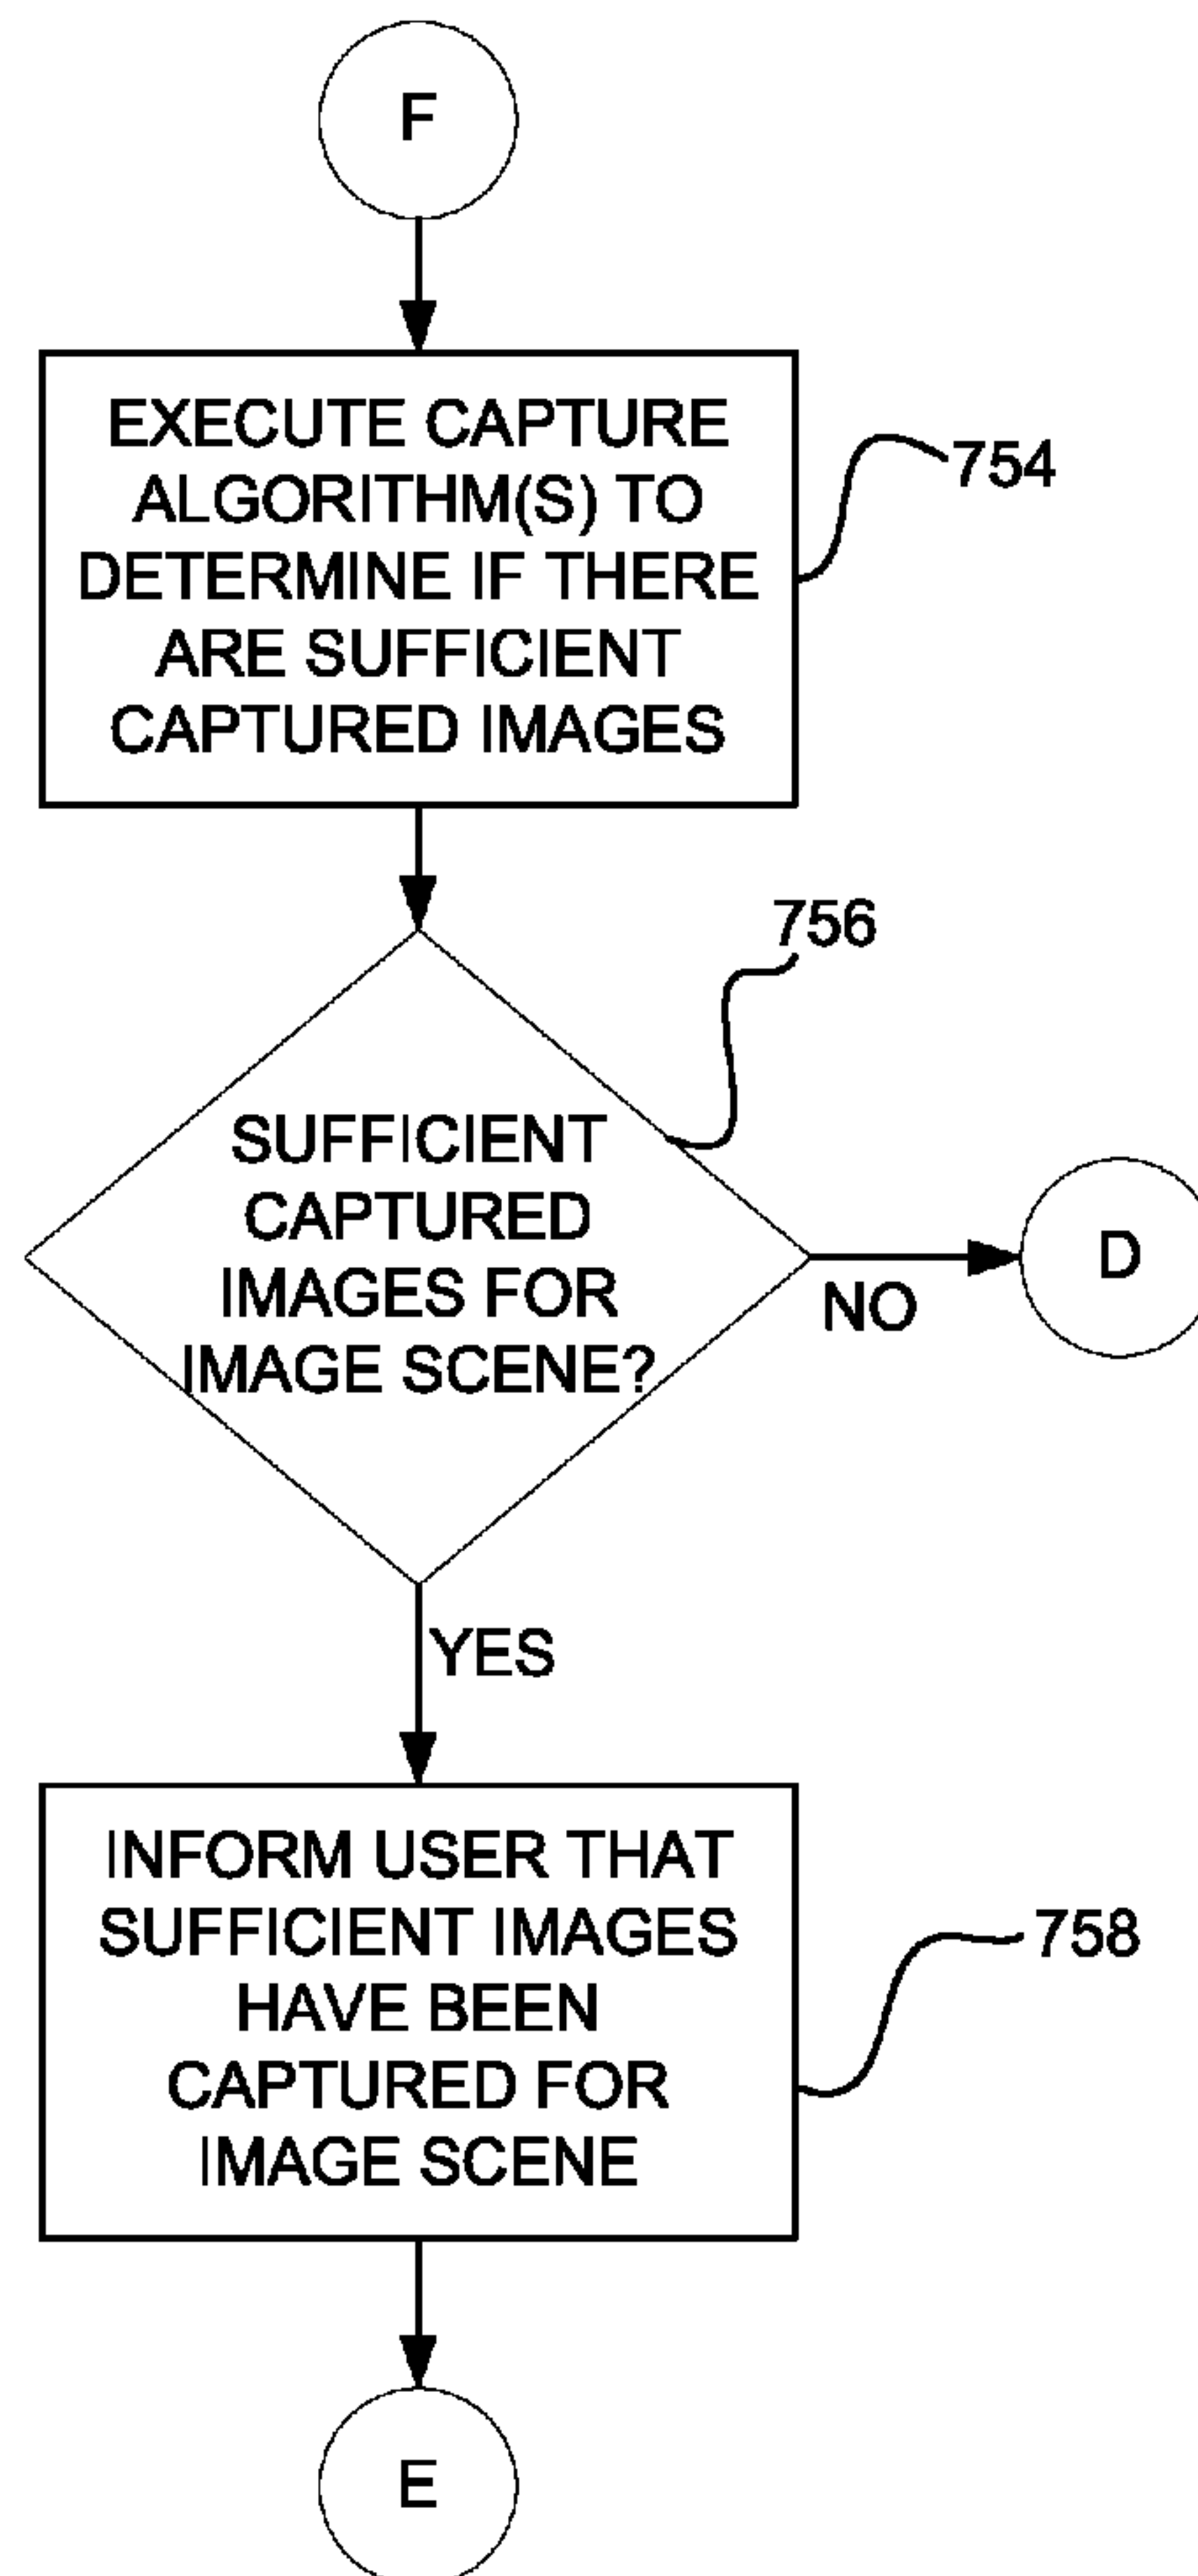 F
EXECUTE CAPTURE
ALGORITHM(S) TO
DETERMINE IF THERE
ARE SUFFICIENT
CAPTURED IMAGES
754
756
SUFFICIENT
CAPTURED
IMAGES FOR
IMAGE SCENE?
NO
D
YES
INFORM USER THAT
SUFFICIENT IMAGES
HAVE BEEN
CAPTURED FOR
IMAGE SCENE
758
E